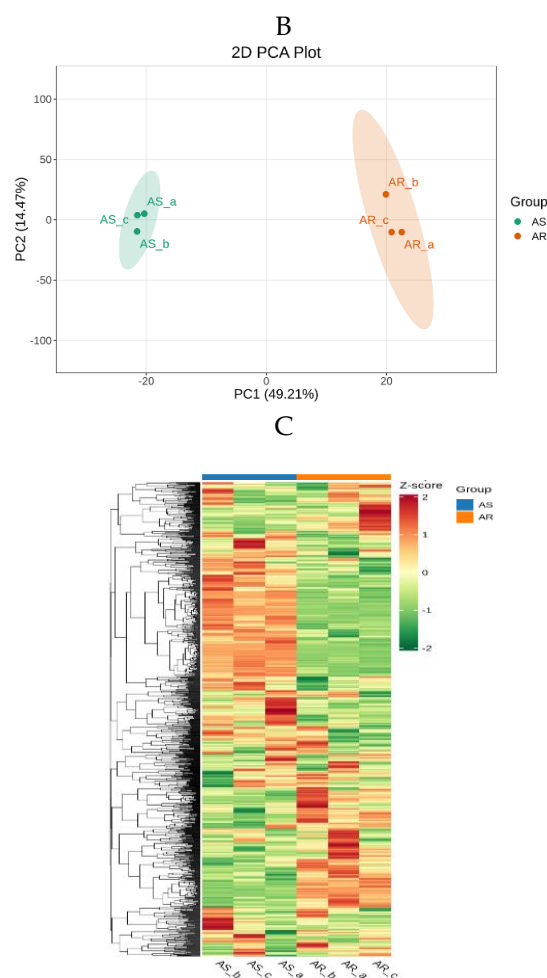 B
2D PCA Plot
100
50
0
-50
-100
PC2 (14.47%)
AS_a
AS_c
AS_b
AR_b
AR_c
AR_a
Group
AS
AR
-20
0
20
PC1 (49.21%)
C
Z-score
2
1
0
-1
-2
Group
AS
AR
AS_b
AS_c
AS_a
AR_b
AR_a
AR_c